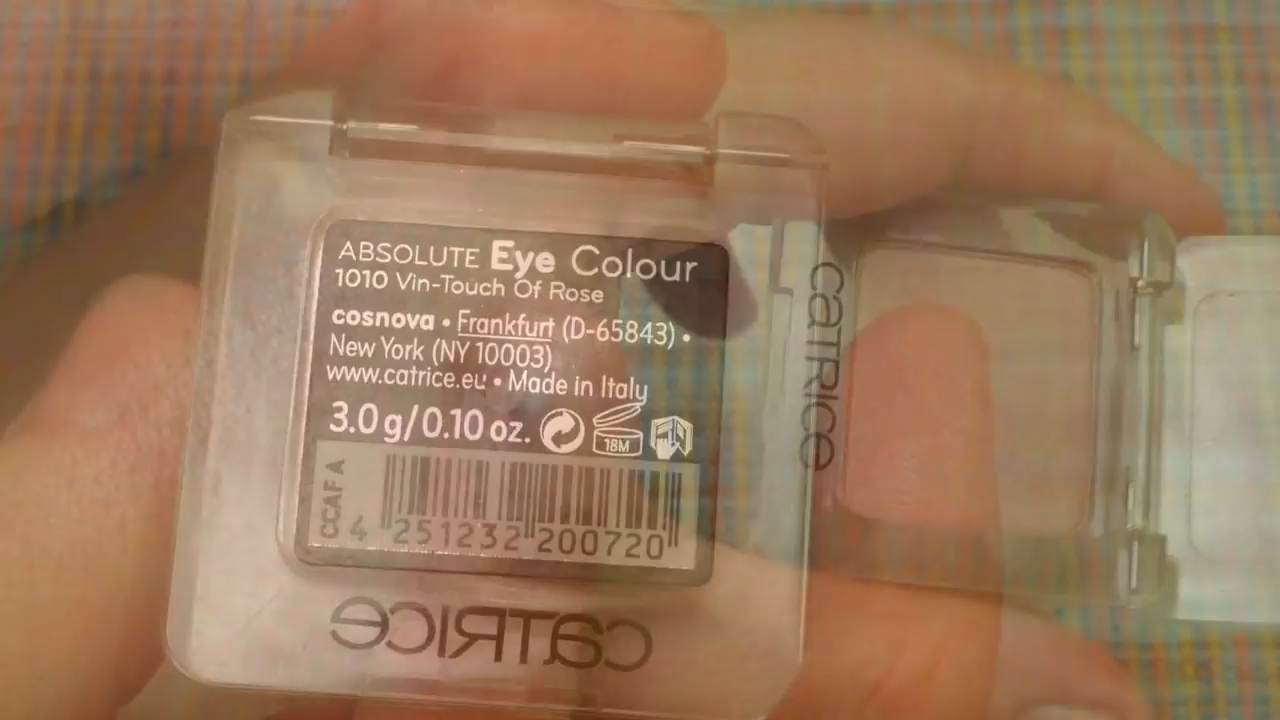 ABSOLUTE Eye Colour
1010 Vin-Touch Of Rose
cosnova • Frankfurt (D-65843) •
New York (NY 10003)
www.catrice.eu • Made in Italy
3.0 g/0.10 oz.
18M
CCAF A
4 251232 200720
CATRICE
CATRICE